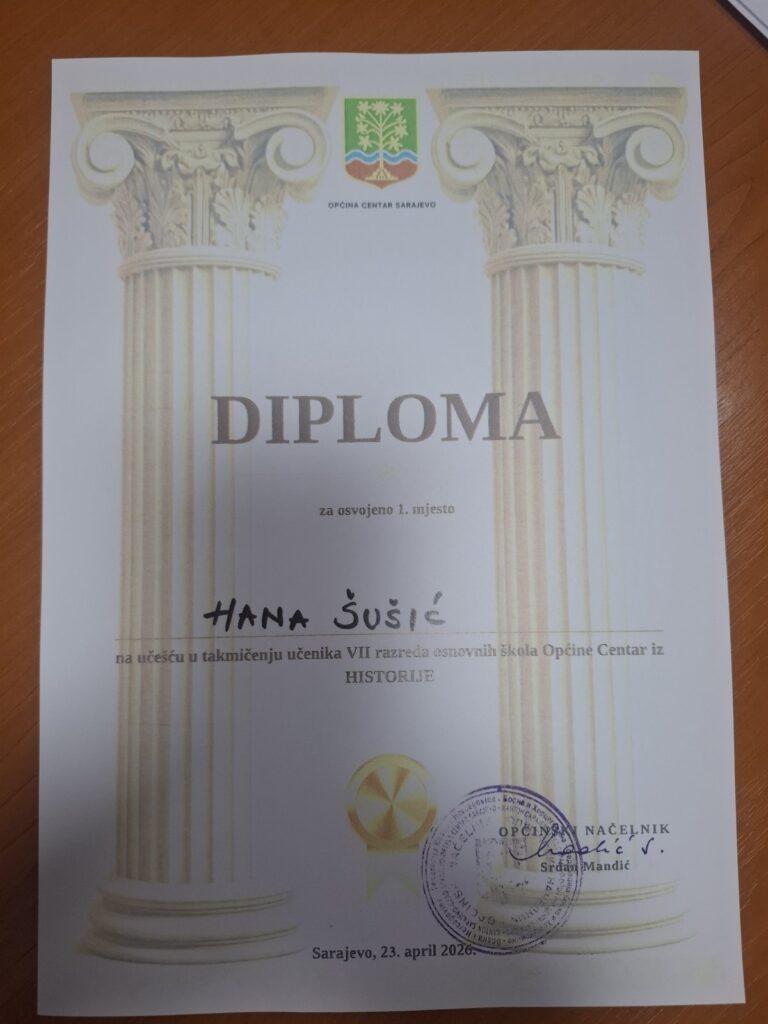 OPĆINA CENTAR SARAJEVO
DIPLOMA
za osvojeno 1. mjesto
HANA ŠUŠIĆ
na učešću u takmičenju učenika VII razreda osnovnih škola Općine Centar iz
HISTORIJE
OPĆINSKI NAČELNIK
Srđan Mandić
Sarajevo, 23. april 2026.